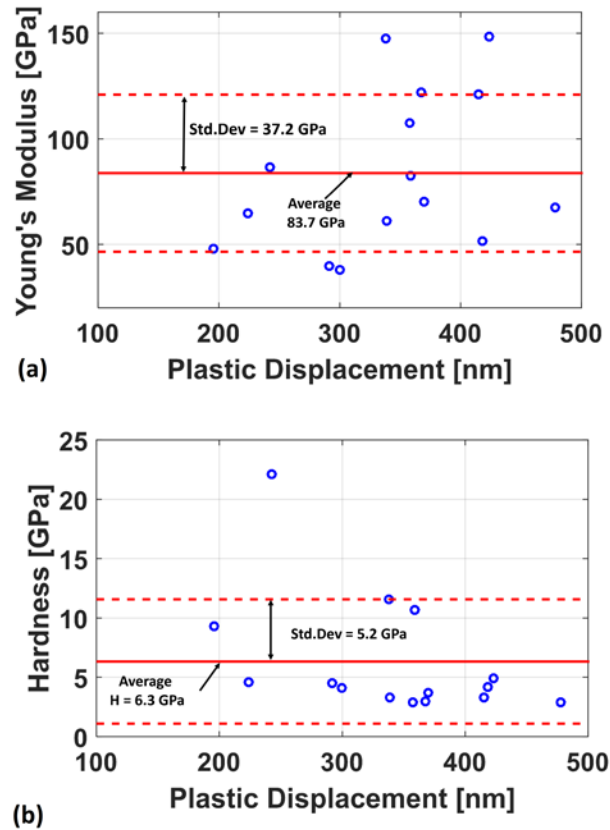 150
100
50
Young's Modulus [GPa]
Std.Dev = 37.2 GPa
Average
83.7 GPa
100 200 300 400 500
Plastic Displacement [nm]
(a)
25
20
15
10
5
0
Hardness [GPa]
Std.Dev = 5.2 GPa
Average
H = 6.3 GPa
100 200 300 400 500
Plastic Displacement [nm]
(b)